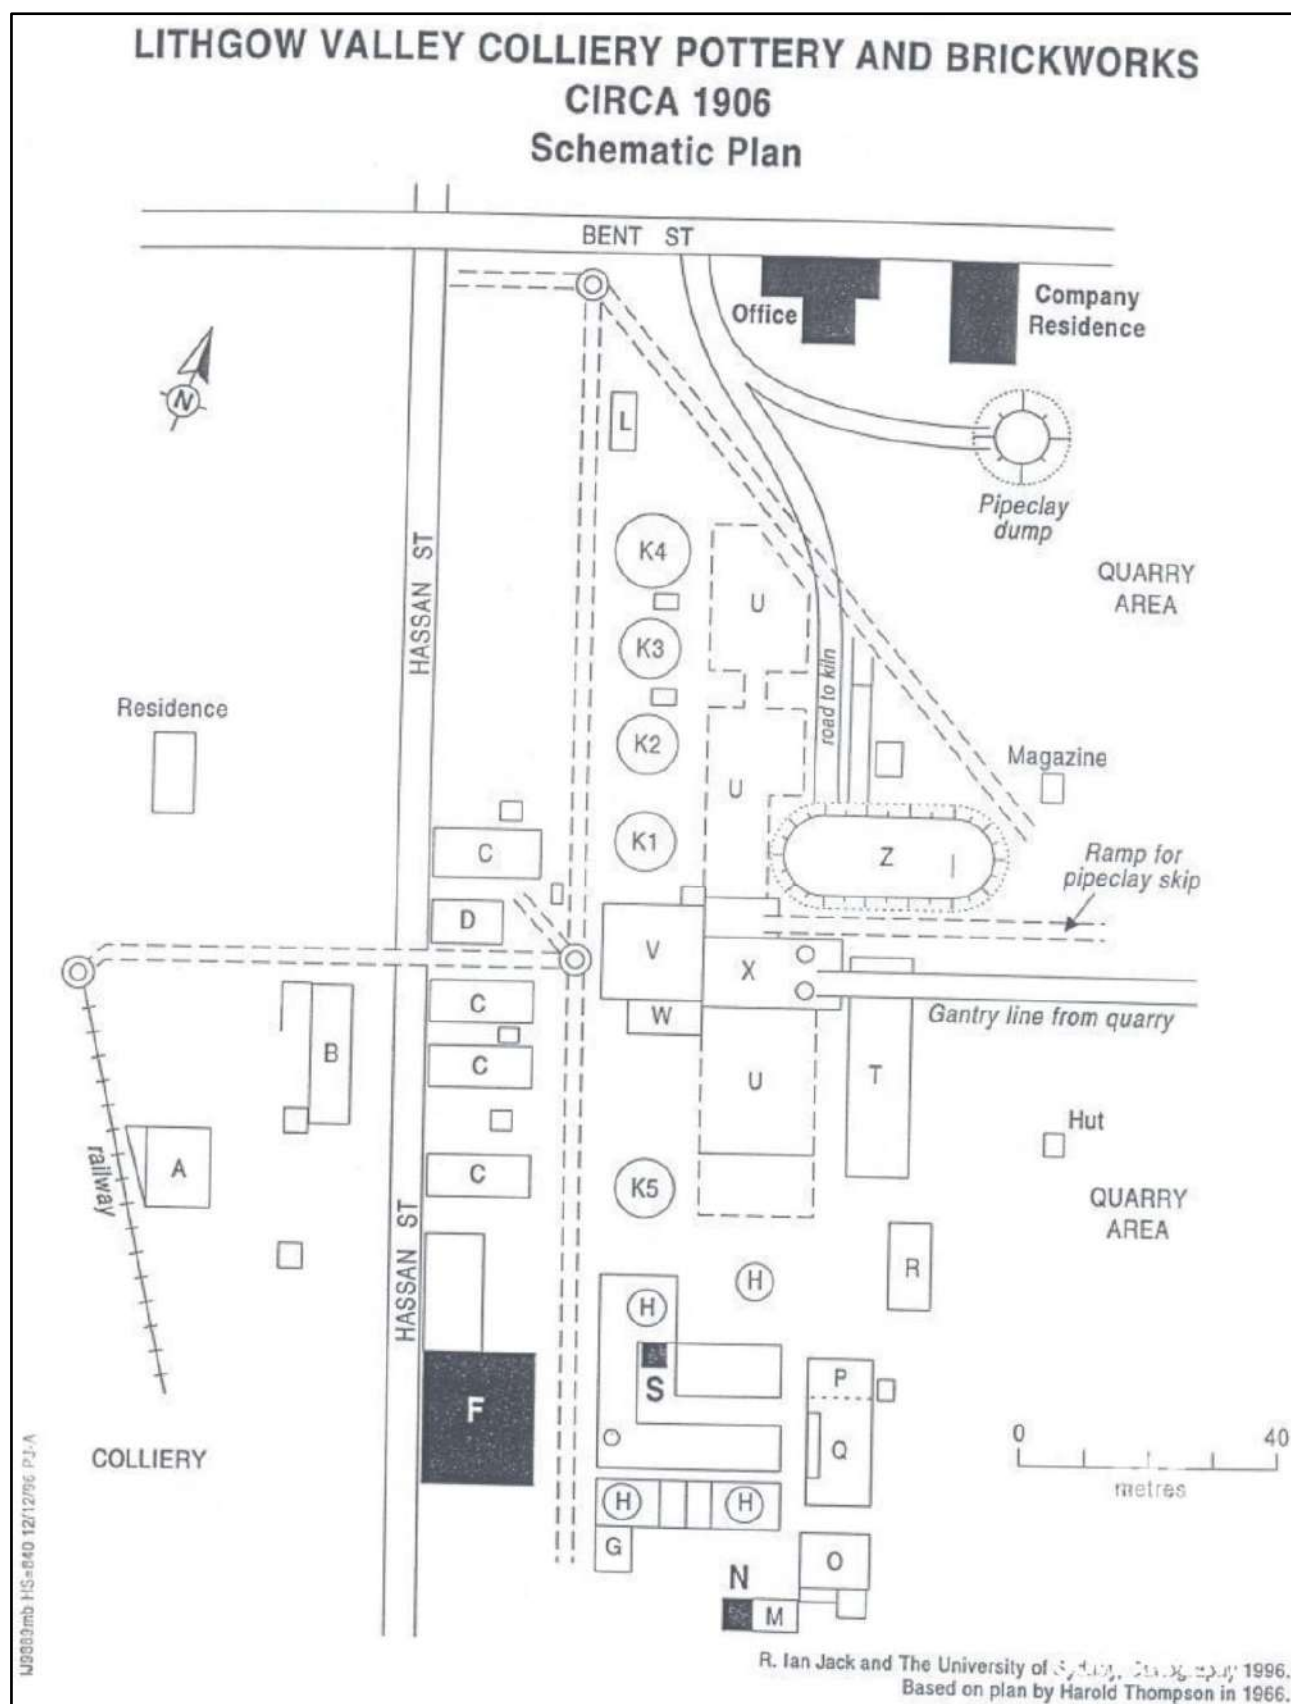 LITHGOW VALLEY COLLIERY POTTERY AND BRICKWORKS
CIRCA 1906
Schematic Plan
BENT ST
Office
Company
Residence
N
L
Pipeclay
dump
HASSAN ST
K4
U
QUARRY
AREA
K3
road to kiln
Residence
K2
U
Magazine
K1
C
Z
Ramp for
pipeclay skip
D
V
X
C
W
Gantry line from quarry
B
C
U
T
Hut
railway
A
C
K5
QUARRY
AREA
HASSAN ST
H
R
H
S
P
F
0
40
metres
Q
COLLIERY
H
H
G
O
N
M
R. Ian Jack and The University of 1996.
Based on plan by Harold Thompson in 1966.